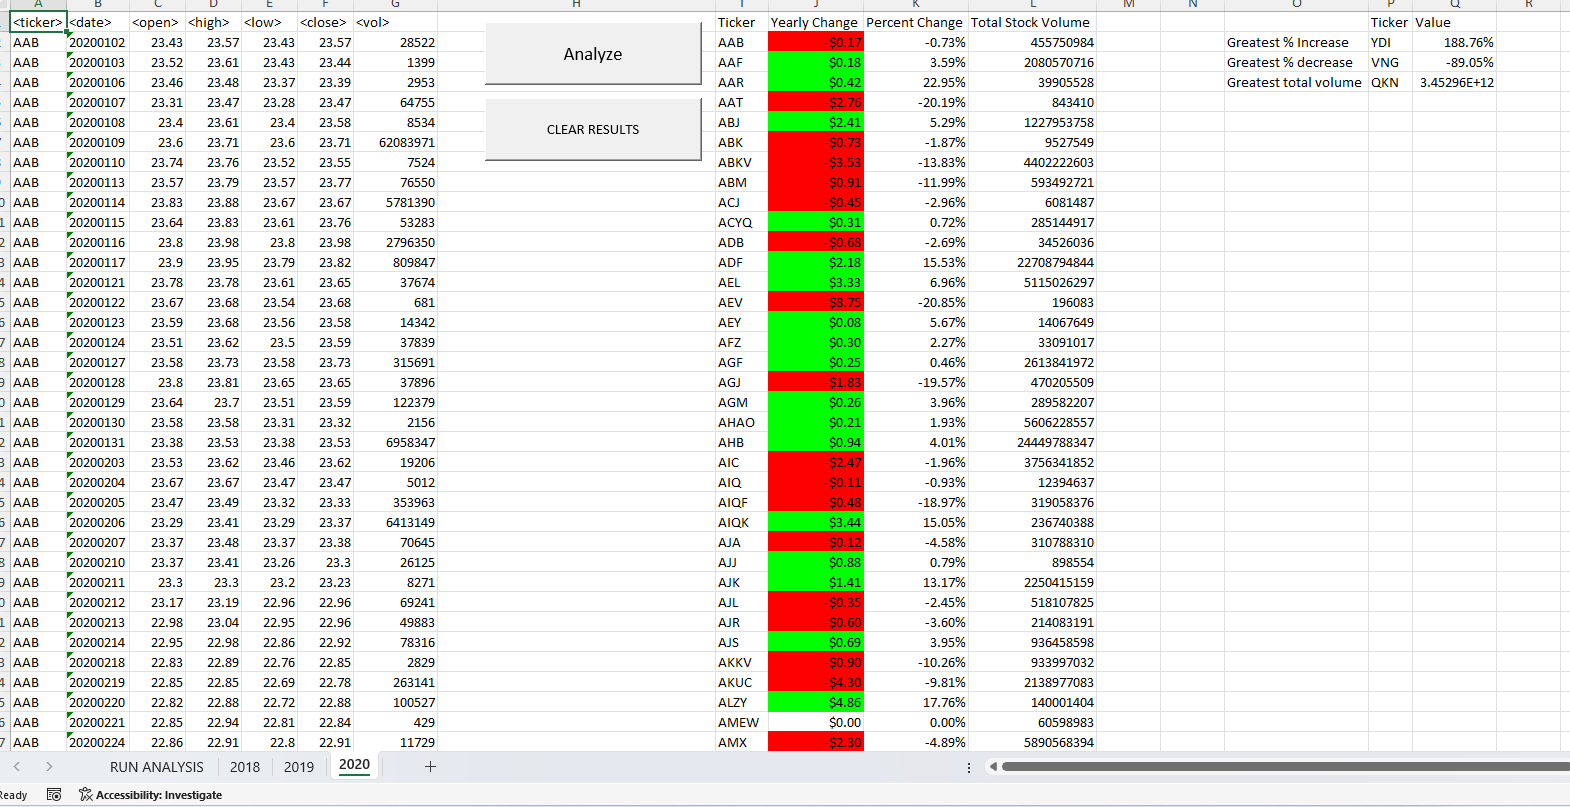 A B C D E F G H I J K L M N O P Q R
<ticker> <date> <open> <high> <low> <close> <vol> Ticker Yearly Change Percent Change Total Stock Volume Ticker Value
AAB 20200102 23.43 23.57 23.43 23.57 28522 Analyze AAB -$0.17 -0.73% 455750984 Greatest % Increase YDI 188.76%
AAB 20200103 23.52 23.61 23.43 23.44 1399 AAF $0.18 3.59% 2080570716 Greatest % decrease VNG -89.05%
AAB 20200106 23.46 23.48 23.37 23.39 2953 AAR $0.42 22.95% 39905528 Greatest total volume QKN 3.45296E+12
AAB 20200107 23.31 23.47 23.28 23.47 64755 AAT -$2.76 -20.19% 843410
AAB 20200108 23.4 23.61 23.4 23.58 8534 CLEAR RESULTS ABJ $2.41 5.29% 1227953758
AAB 20200109 23.6 23.71 23.6 23.71 62083971 ABK -$0.73 -1.87% 9527549
AAB 20200110 23.74 23.76 23.52 23.55 7524 ABKV -$3.53 -13.83% 4402222603
AAB 20200113 23.57 23.79 23.57 23.77 76550 ABM -$0.91 -11.99% 593492721
AAB 20200114 23.83 23.88 23.67 23.67 5781390 ACJ -$0.45 -2.96% 6081487
AAB 20200115 23.64 23.83 23.61 23.76 53283 ACYQ $0.31 0.72% 285144917
AAB 20200116 23.8 23.98 23.8 23.98 2796350 ADB -$0.68 -2.69% 34526036
AAB 20200117 23.9 23.95 23.79 23.82 809847 ADF $2.18 15.53% 22708794844
AAB 20200121 23.78 23.78 23.61 23.65 37674 AEL $3.33 6.96% 5115026297
AAB 20200122 23.67 23.68 23.54 23.68 681 AEV -$8.75 -20.85% 196083
AAB 20200123 23.59 23.68 23.56 23.58 14342 AEY $0.08 5.67% 14067649
AAB 20200124 23.51 23.62 23.5 23.59 37839 AFZ $0.30 2.27% 33091017
AAB 20200127 23.58 23.73 23.58 23.73 315691 AGF $0.25 0.46% 2613841972
AAB 20200128 23.8 23.81 23.65 23.65 37896 AGJ -$1.83 -19.57% 470205509
AAB 20200129 23.64 23.7 23.51 23.59 122379 AGM $0.26 3.96% 289582207
AAB 20200130 23.58 23.58 23.31 23.32 2156 AHAO $0.21 1.93% 5606228557
AAB 20200131 23.38 23.53 23.38 23.53 6958347 AHB $0.94 4.01% 24449788347
AAB 20200203 23.53 23.62 23.46 23.62 19206 AIC -$2.47 -1.96% 3756341852
AAB 20200204 23.67 23.67 23.47 23.47 5012 AIQ -$0.11 -0.93% 12394637
AAB 20200205 23.47 23.49 23.32 23.33 353963 AIQF -$0.48 -18.97% 319058376
AAB 20200206 23.29 23.41 23.29 23.37 6413149 AIQK $3.44 15.05% 236740388
AAB 20200207 23.37 23.48 23.37 23.38 70645 AJA -$0.12 -4.58% 310788310
AAB 20200210 23.37 23.41 23.26 23.3 26125 AJJ $0.88 0.79% 898554
AAB 20200211 23.3 23.3 23.2 23.23 8271 AJK $1.41 13.17% 2250415159
AAB 20200212 23.17 23.19 22.96 22.96 69241 AJL -$0.35 -2.45% 518107825
AAB 20200213 22.98 23.04 22.95 22.96 49883 AJR -$0.60 -3.60% 214083191
AAB 20200214 22.95 22.98 22.86 22.92 78316 AJS $0.69 3.95% 936458598
AAB 20200218 22.83 22.89 22.76 22.85 2829 AKKV -$0.90 -10.26% 933997032
AAB 20200219 22.85 22.85 22.69 22.78 263141 AKUC -$4.30 -9.81% 2138977083
AAB 20200220 22.82 22.88 22.72 22.88 100527 ALZY $4.86 17.76% 140001404
AAB 20200221 22.85 22.94 22.81 22.84 429 AMEW $0.00 0.00% 60598983
AAB 20200224 22.86 22.91 22.8 22.91 11729 AMX -$2.30 -4.89% 5890568394
RUN ANALYSIS 2018 2019 2020
Ready Accessibility: Investigate